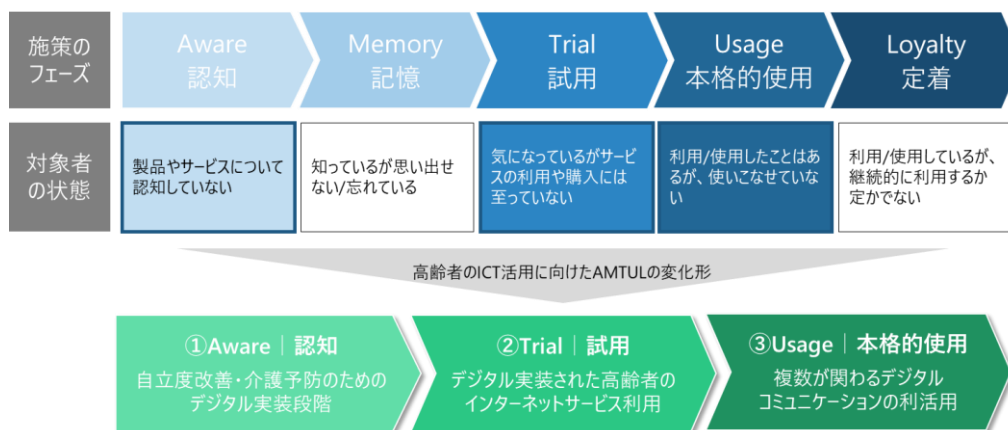 施策の
フェーズ
Aware
認知
Memory
記憶
Trial
試用
Usage
本格的使用
Loyalty
定着
対象者
の状態
製品やサービスについて
認知していない
知っているが思い出せ
ない/忘れている
気になっているがサービ
スの利用や購入には
至っていない
利用/使用したことはあ
るが、使いこなせていな
い
利用/使用しているが、
継続的に利用するか
定かでない
高齢者のICT活用に向けたAMTULの変化形
①Aware｜認知
自立度改善・介護予防のための
デジタル実装段階
②Trial｜試用
デジタル実装された高齢者の
インターネットサービス利用
③Usage｜本格的使用
複数が関わるデジタル
コミュニケーションの利活用